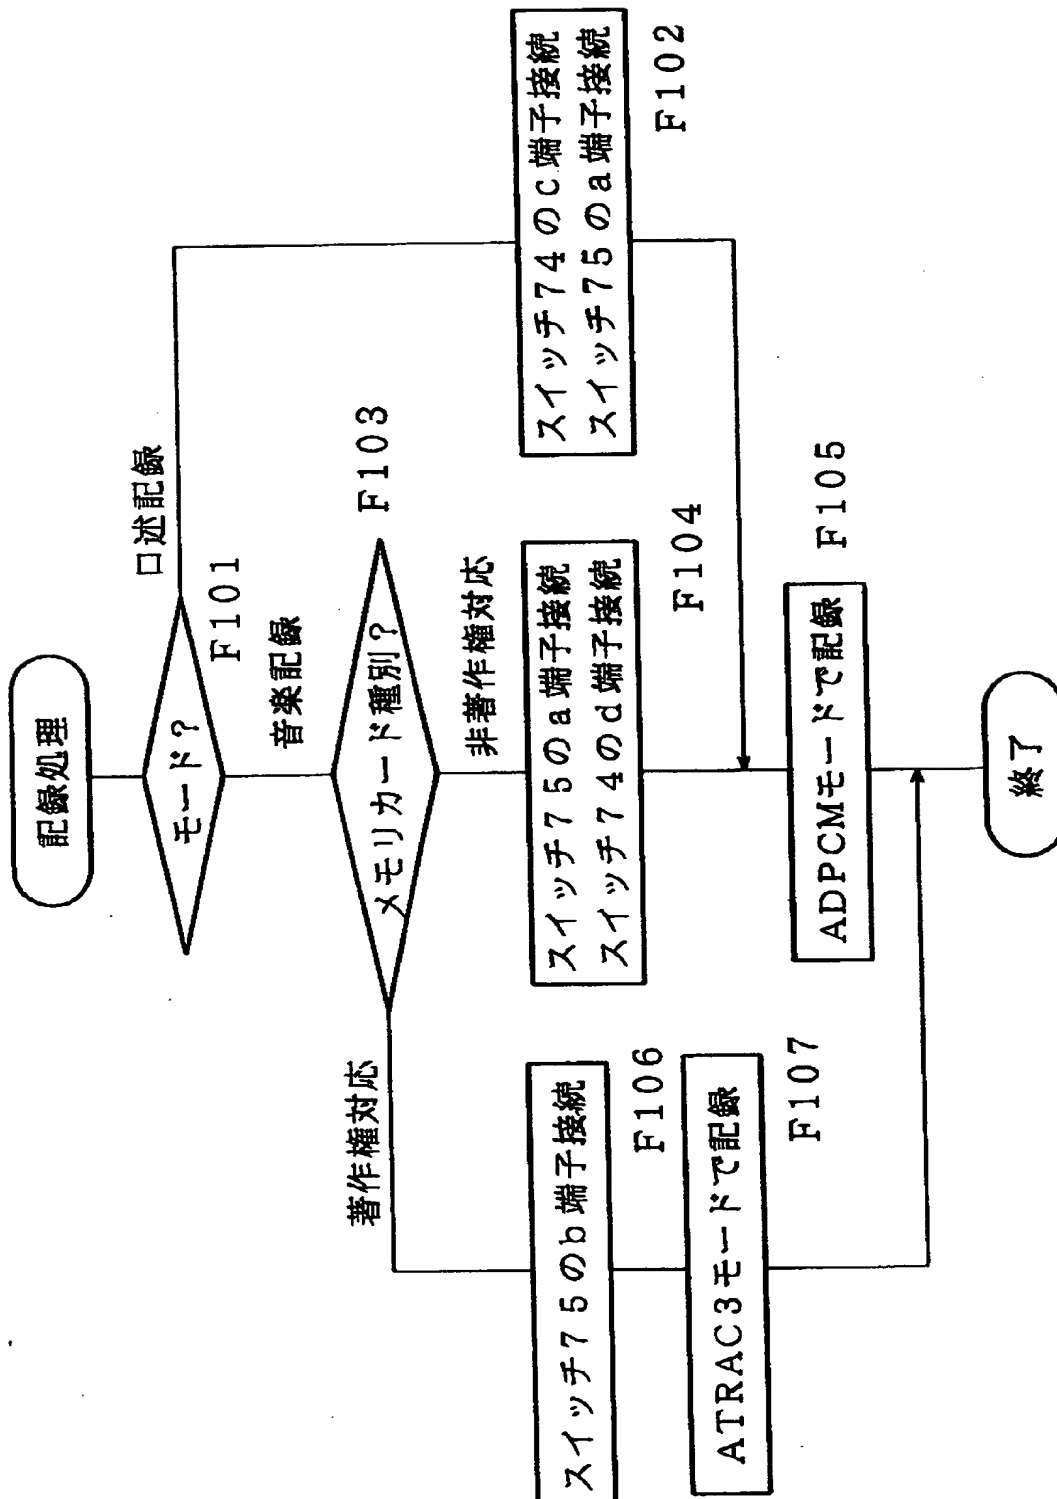 記録処理
モード?
F101
口述記録
音楽記録
メモリカード種別?
F103
著作権対応
非著作権対応
スイッチ74のc端子接続
スイッチ75のa端子接続
F102
スイッチ75のa端子接続
スイッチ74のd端子接続
F104
スイッチ75のb端子接続
F106
ATRAC3モードで記録
F107
ADPCMモードで記録
F105
終了